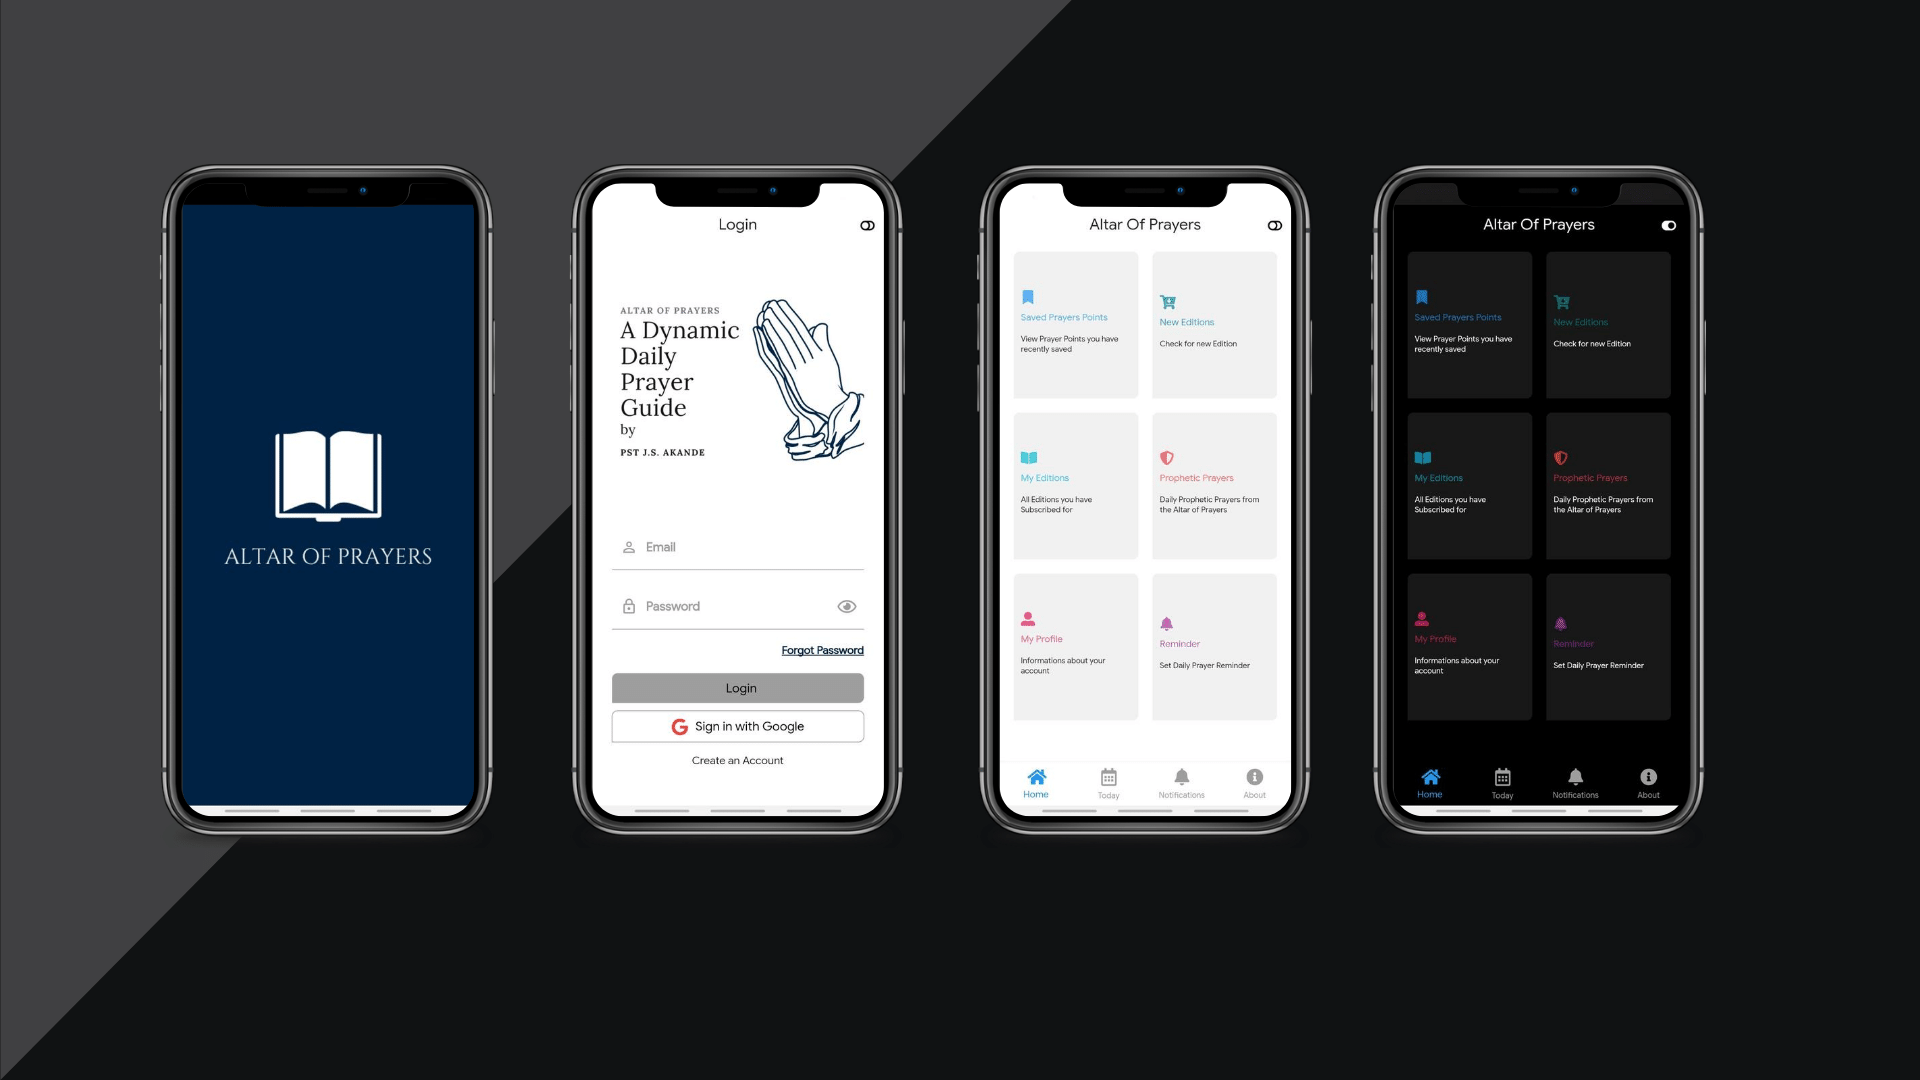 ALTAR OF PRAYERS
Login
ALTAR OF PRAYERS
A Dynamic
Daily
Prayer
Guide
by
PST J.S. AKANDE
Email
Password
Forgot Password
Login
G Sign in with Google
Create an Account
Altar Of Prayers
Saved Prayers Points
View Prayer Points you have
recently saved
New Editions
Check for new Edition
My Editions
All Editions you have
Subscribed for
Prophetic Prayers
Daily Prophetic Prayers from
the Altar of Prayers
My Profile
Informations about your
account
Reminder
Set Daily Prayer Reminder
Home
Today
Notifications
About
Altar Of Prayers
Saved Prayers Points
View Prayer Points you have
recently saved
New Editions
Check for new Edition
My Editions
All Editions you have
Subscribed for
Prophetic Prayers
Daily Prophetic Prayers from
the Altar of Prayers
My Profile
Informations about your
account
Reminder
Set Daily Prayer Reminder
Home
Today
Notifications
About